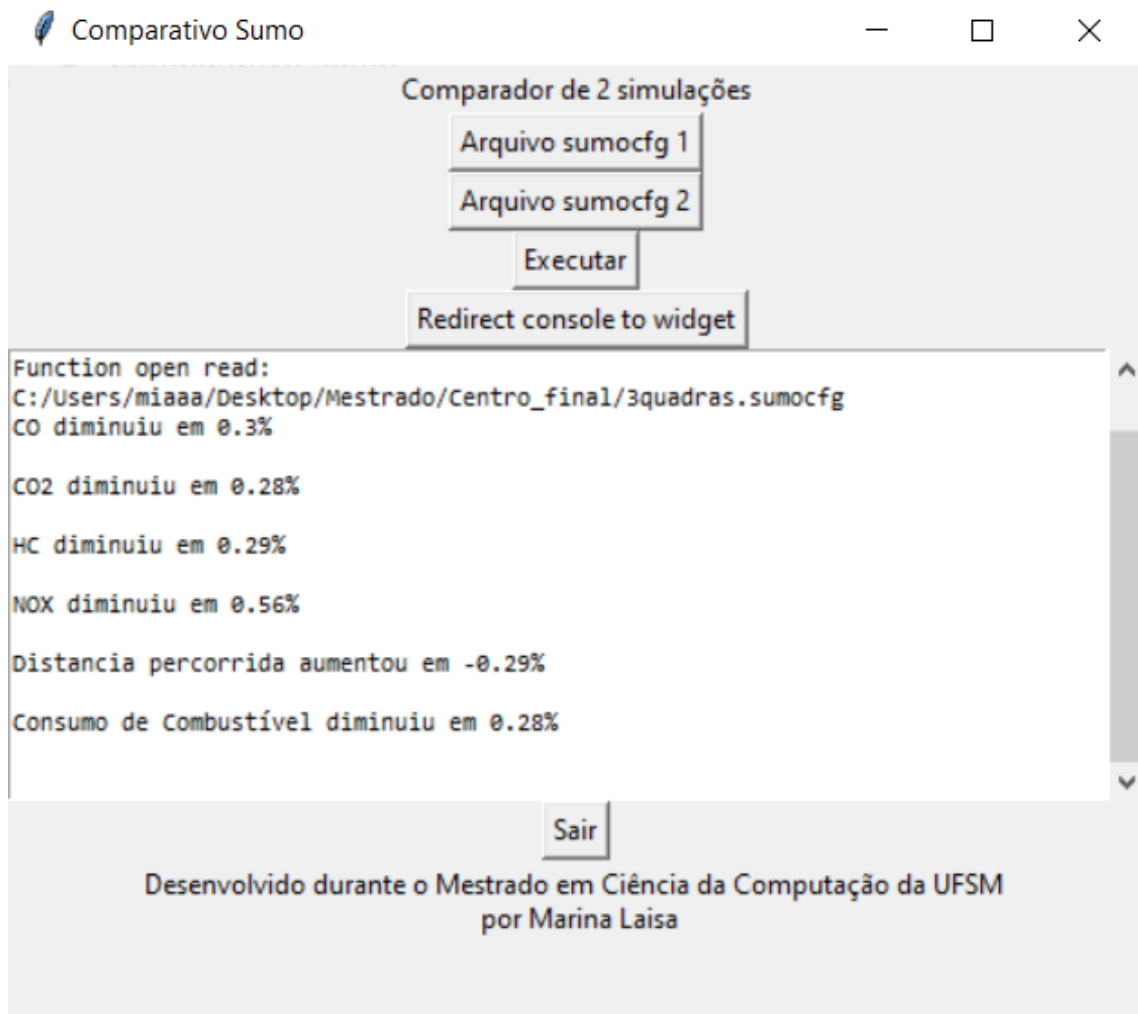 Comparativo Sumo
Comparador de 2 simulações
Arquivo sumocfg 1
Arquivo sumocfg 2
Executar
Redirect console to widget
Function open read:
C:/Users/miaaa/Desktop/Mestrado/Centro_final/3quadras.sumocfg
CO diminuiu em 0.3%
CO2 diminuiu em 0.28%
HC diminuiu em 0.29%
NOX diminuiu em 0.56%
Distancia percorrida aumentou em -0.29%
Consumo de Combustível diminuiu em 0.28%
Sair
Desenvolvido durante o Mestrado em Ciência da Computação da UFSM
por Marina Laisa